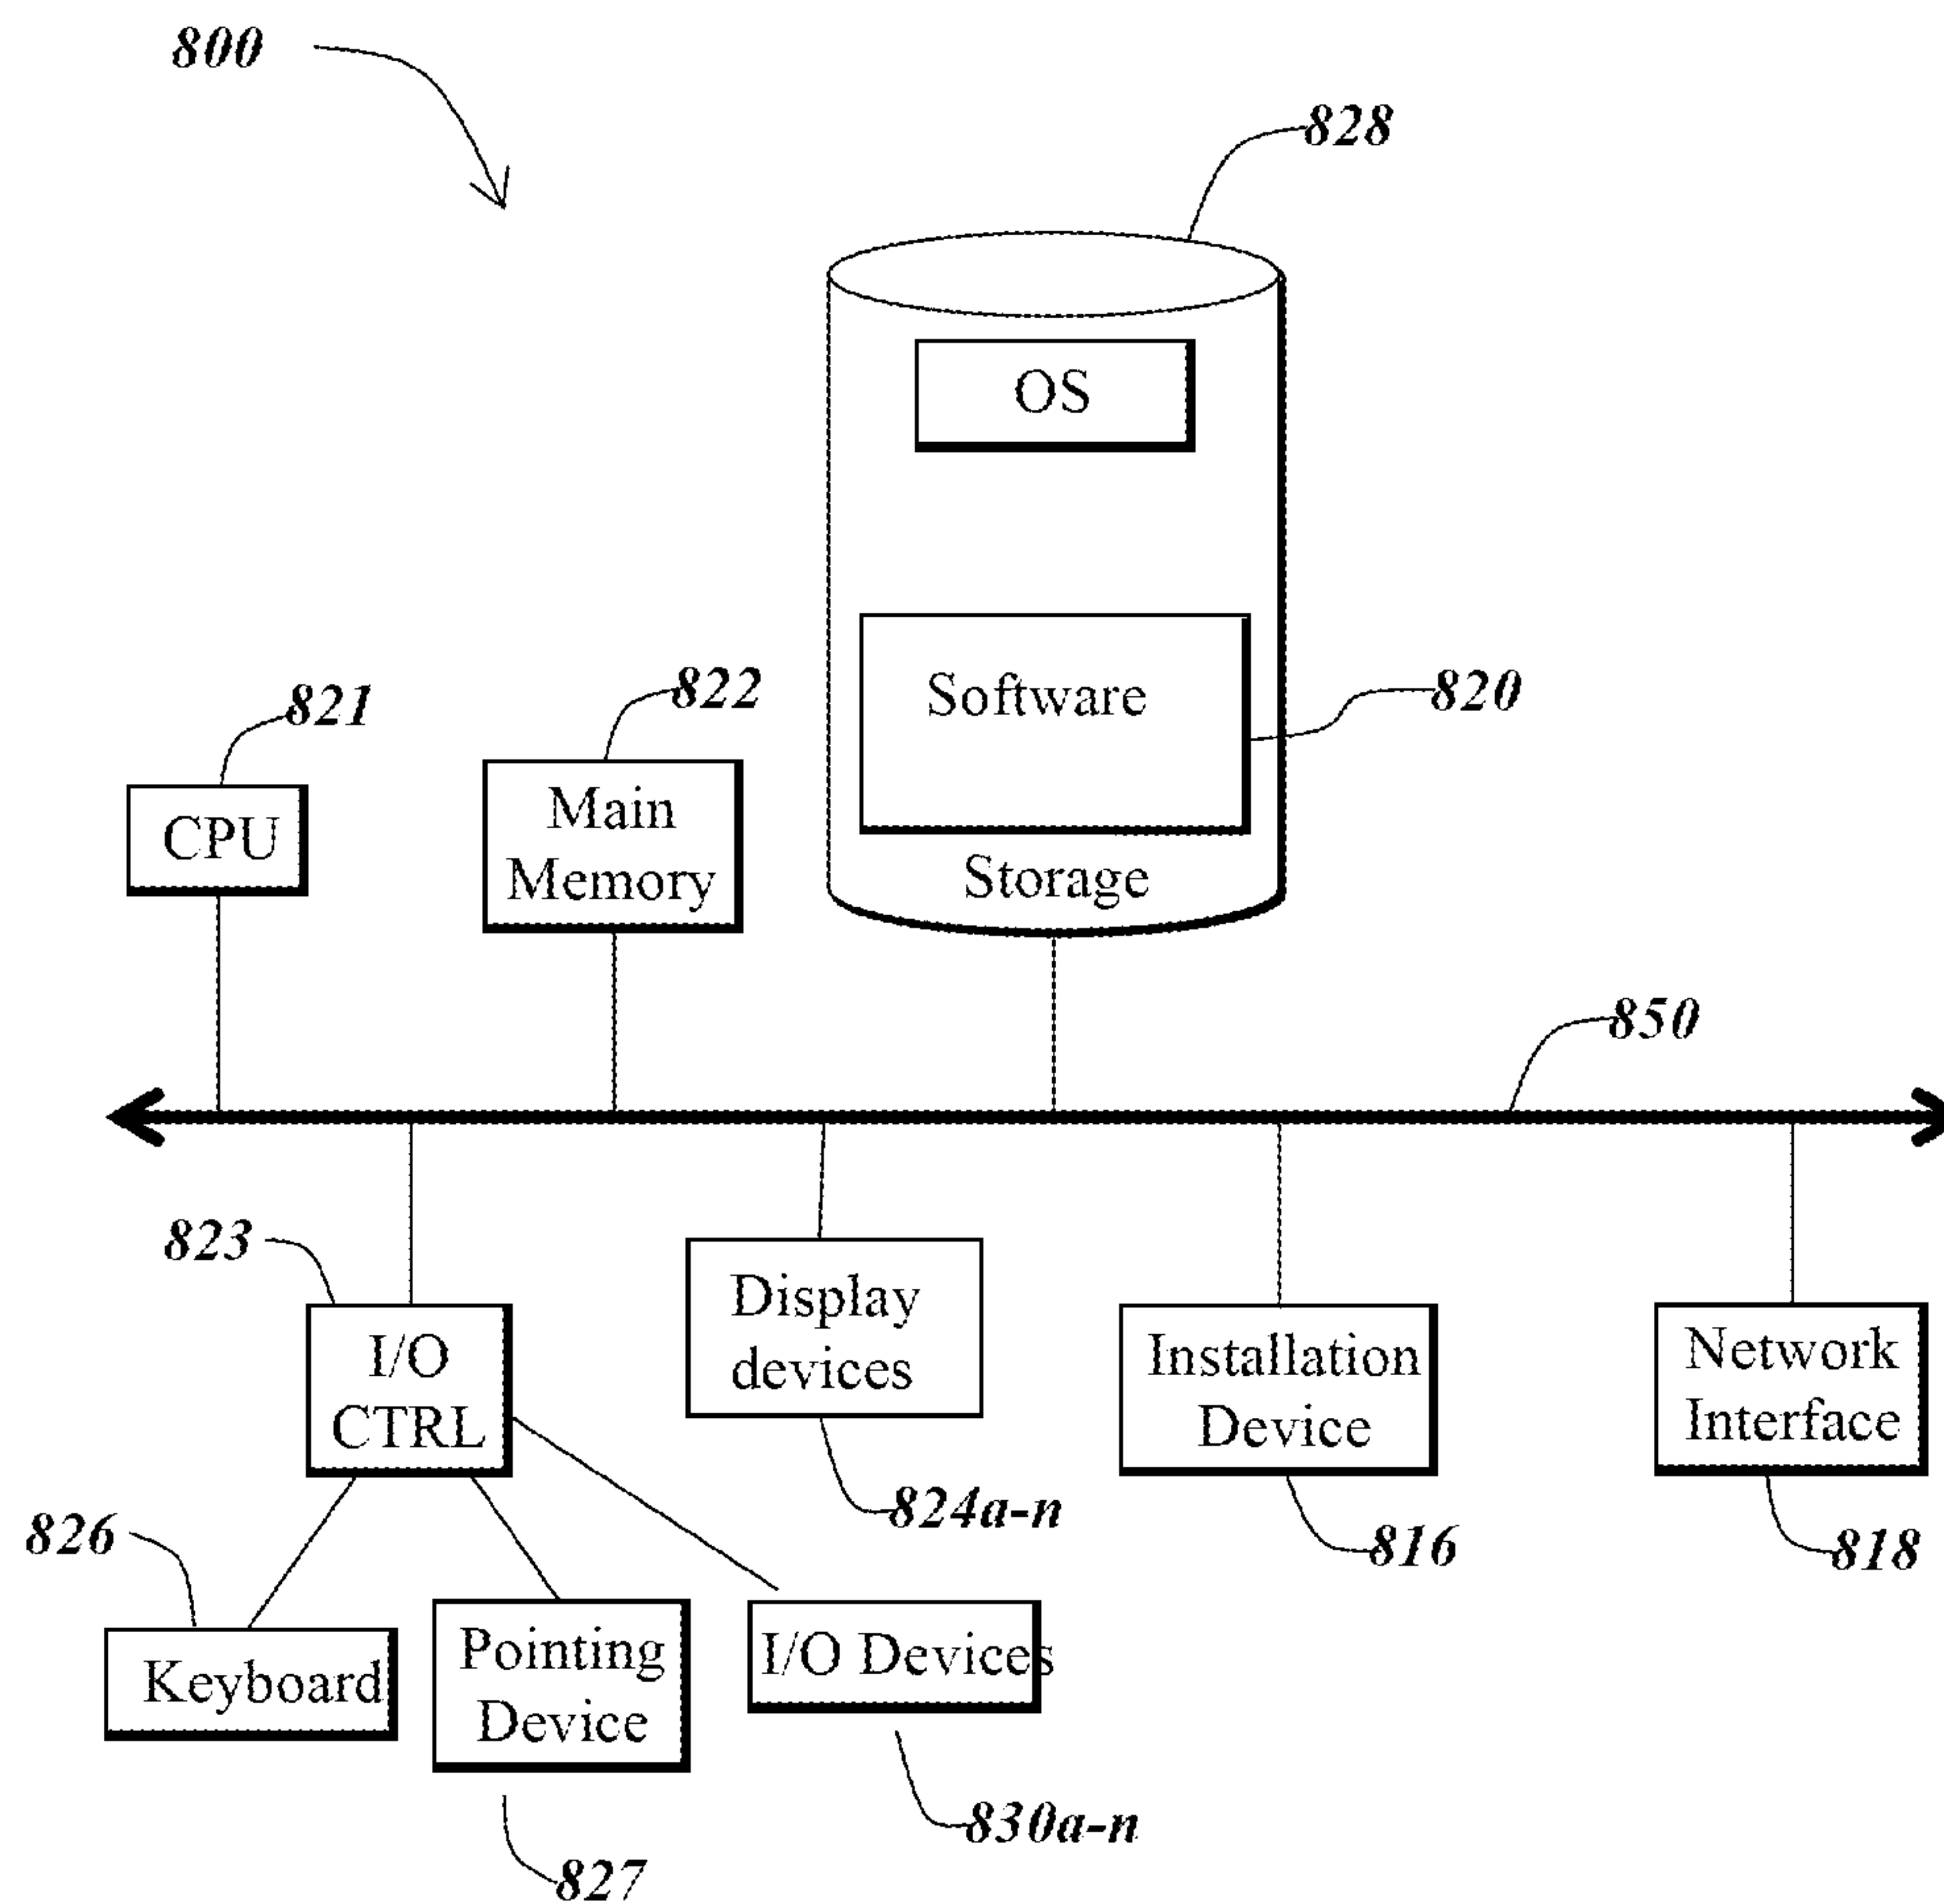 800
828
OS
Software
820
821
822
CPU
Main
Memory
Storage
850
823
I/O
CTRL
Display
devices
Installation
Device
Network
Interface
824a-n
816
818
826
Keyboard
Pointing
Device
I/O Devices
830a-n
827